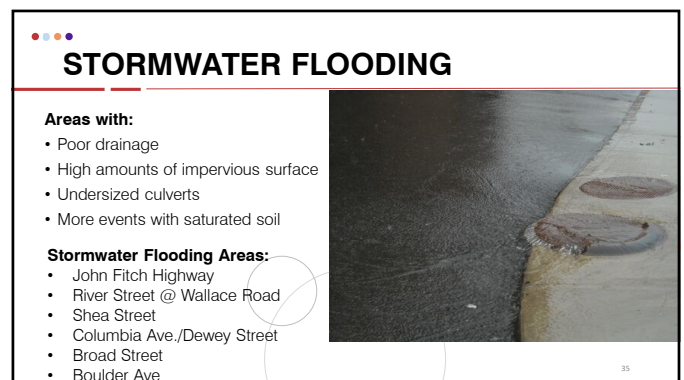 STORMWATER FLOODING
Areas with:
• Poor drainage
• High amounts of impervious surface
• Undersized culverts
• More events with saturated soil
Stormwater Flooding Areas:
• John Fitch Highway
• River Street @ Wallace Road
• Shea Street
• Columbia Ave./Dewey Street
• Broad Street
• Boulder Ave
35